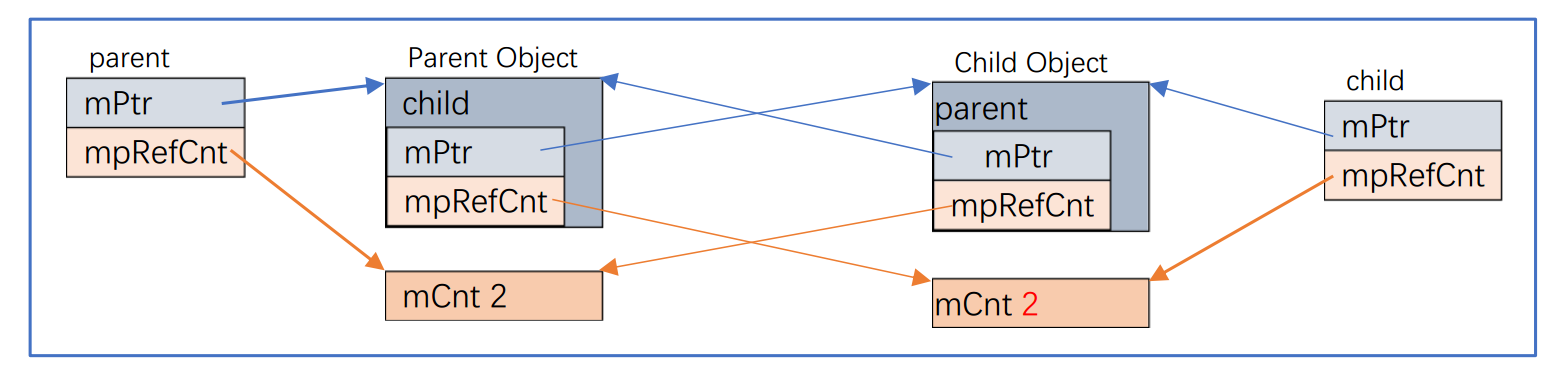 parent
mPtr
mpRefCnt
Parent Object
child
mPtr
mpRefCnt
mCnt 2
Child Object
parent
mPtr
mpRefCnt
mCnt 2
child
mPtr
mpRefCnt